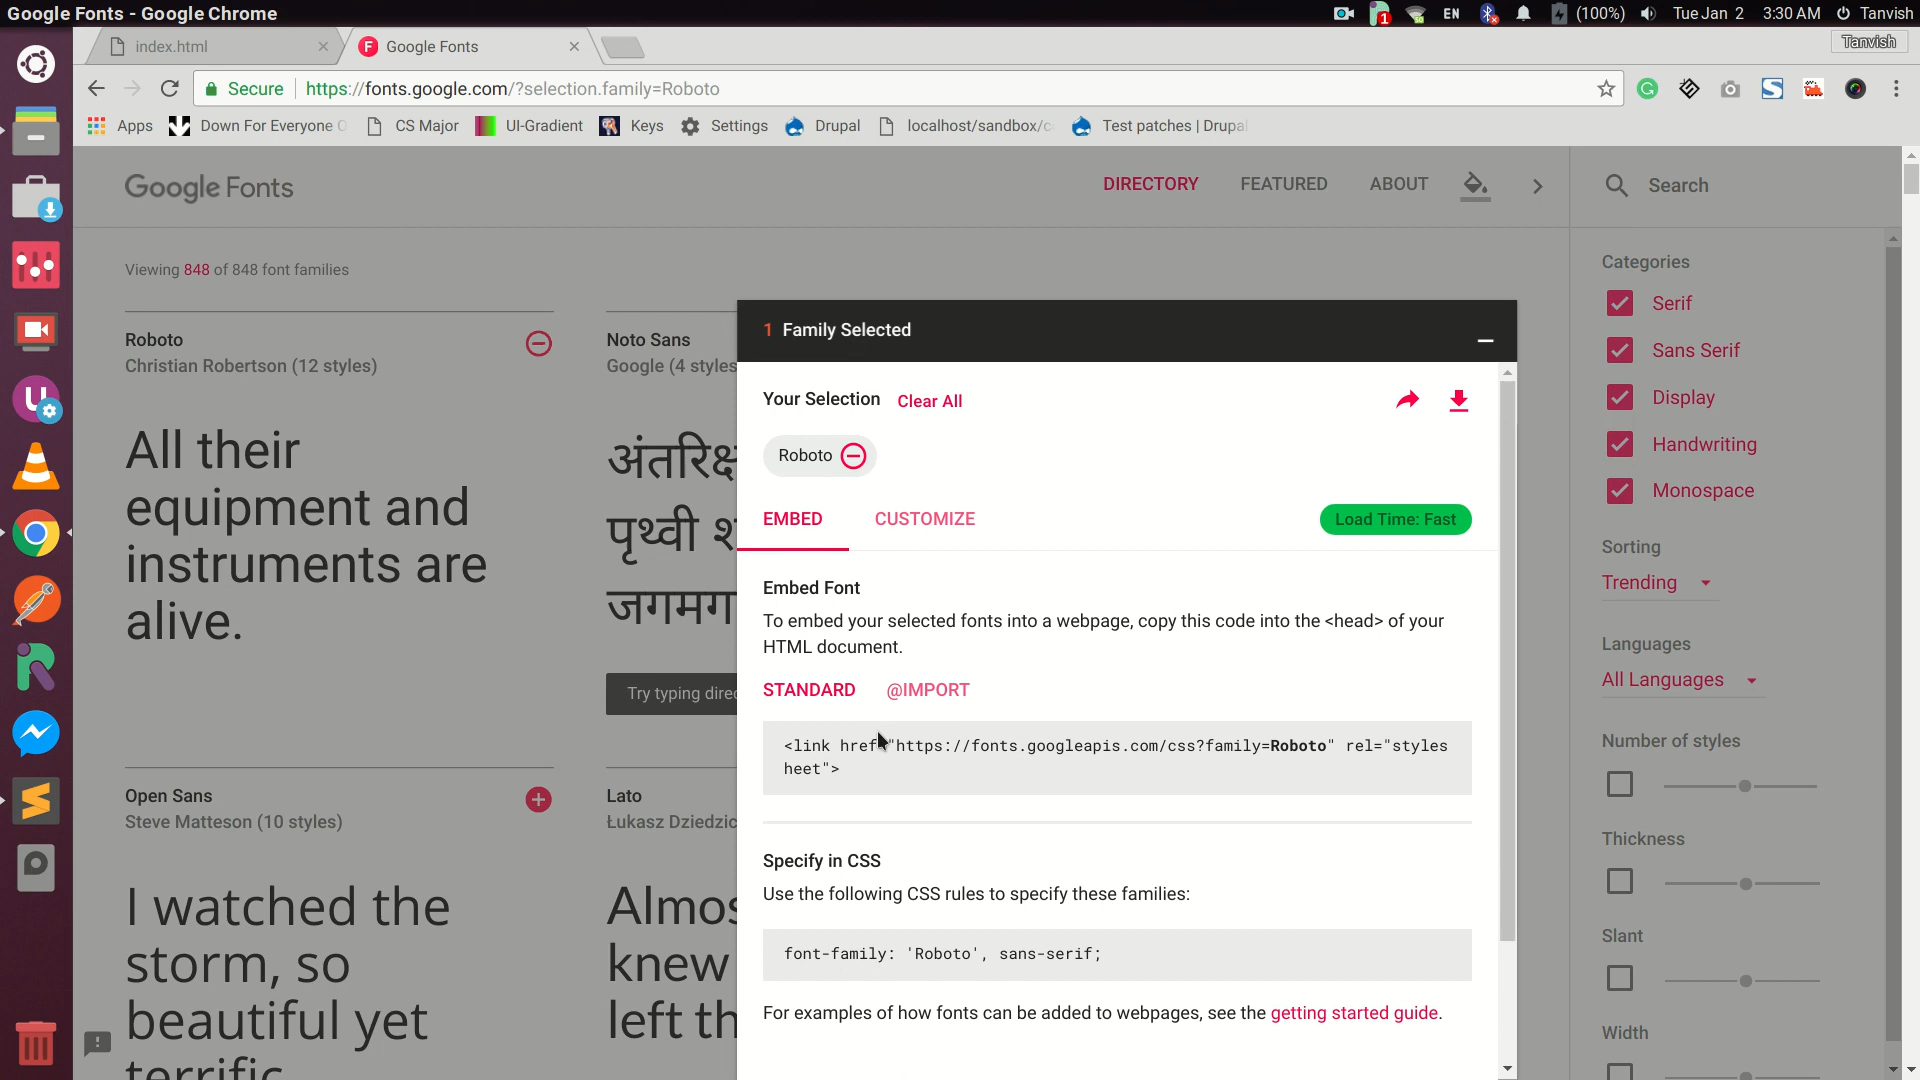 Google Fonts - Google Chrome
1
EN
(100%)
Tue Jan 2 3:30 AM
Tanvish
index.html
Google Fonts
Tanvish
Secure
https://fonts.google.com/?selection.family=Roboto
Apps
Down For Everyone
CS Major
UI-Gradient
Keys
Settings
Drupal
localhost/sandbox/
Test patches | Drupal
Google Fonts
DIRECTORY
FEATURED
ABOUT
Search
Viewing 848 of 848 font families
Roboto
Christian Robertson (12 styles)
All their
equipment and
instruments are
alive.
Noto Sans
Google (4 styles
अंतरिक्ष
पृथ्वी
जगमग
Try typing direc
Open Sans
Steve Matteson (10 styles)
I watched the
storm, so
beautiful yet
terrific
Lato
Łukasz Dziedzic
Almos
knew
left th
1 Family Selected
Your Selection
Clear All
Roboto
EMBED
CUSTOMIZE
Load Time: Fast
Embed Font
To embed your selected fonts into a webpage, copy this code into the <head> of your
HTML document.
STANDARD
@IMPORT
<link href="https://fonts.googleapis.com/css?family=Roboto" rel="styles
heet">
Specify in CSS
Use the following CSS rules to specify these families:
font-family: 'Roboto', sans-serif;
For examples of how fonts can be added to webpages, see the getting started guide.
Categories
Serif
Sans Serif
Display
Handwriting
Monospace
Sorting
Trending
Languages
All Languages
Number of styles
Thickness
Slant
Width